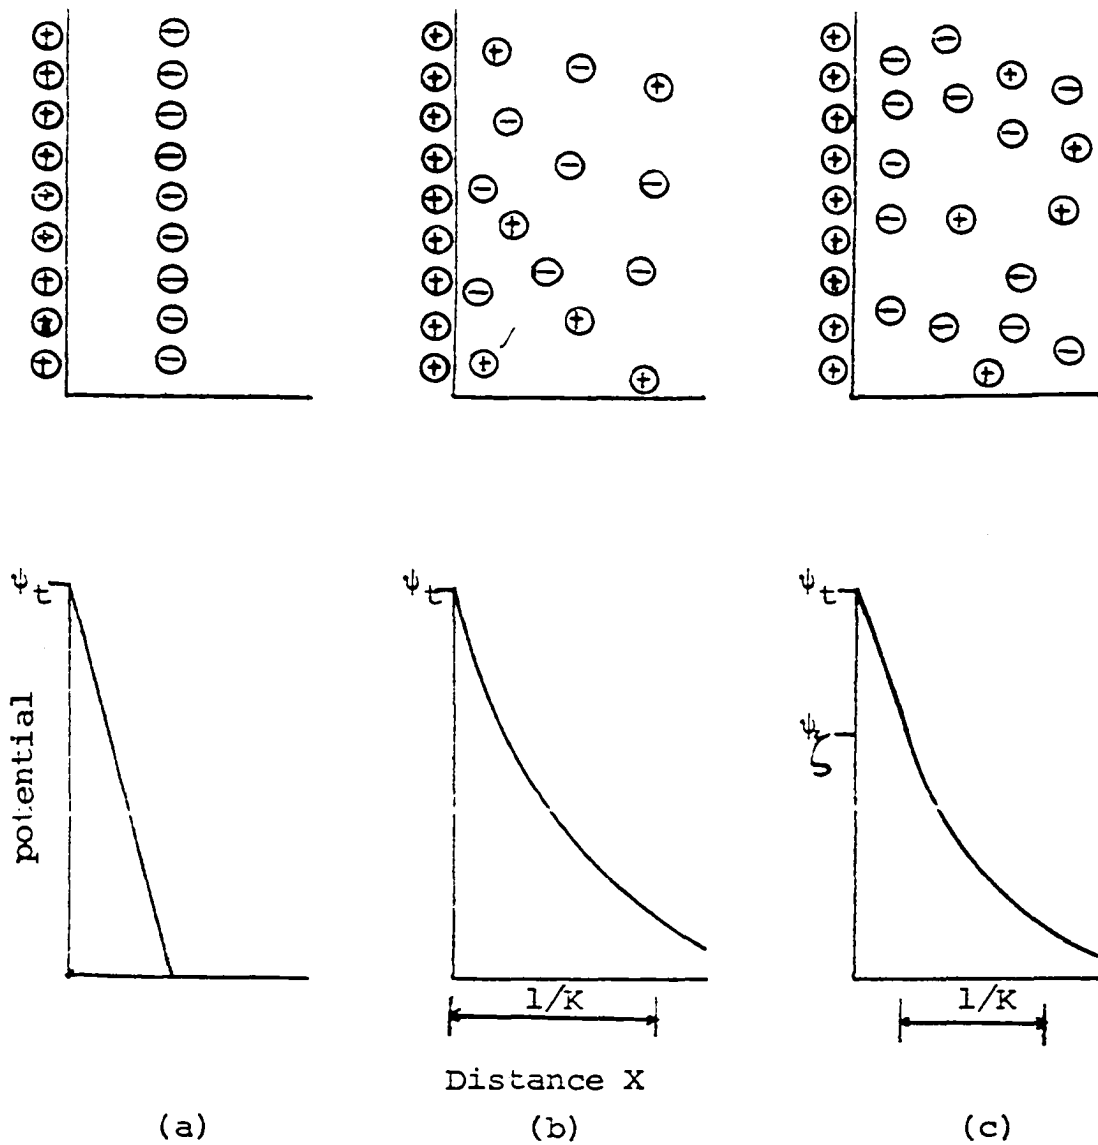 ψt
ψt
ψt
ψζ
potential
1/K
1/K
Distance X
(a)
(b)
(c)